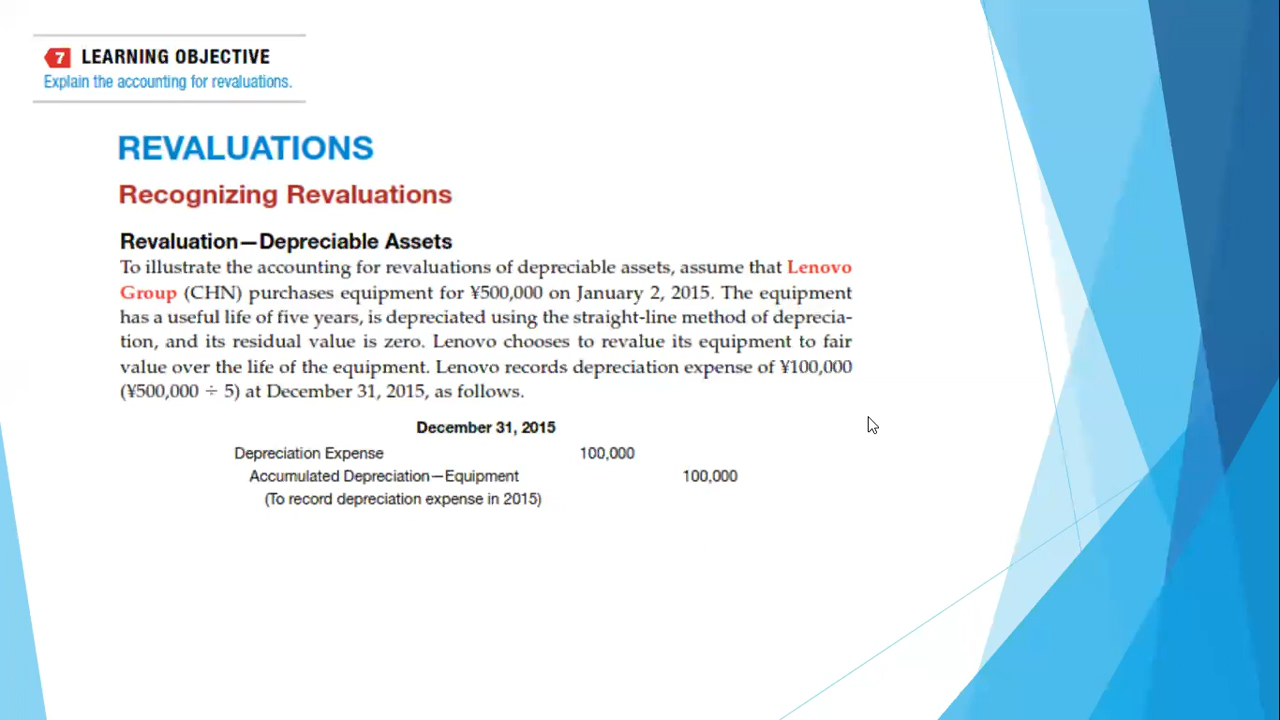 7 LEARNING OBJECTIVE
Explain the accounting for revaluations.
REVALUATIONS
Recognizing Revaluations
Revaluation—Depreciable Assets
To illustrate the accounting for revaluations of depreciable assets, assume that Lenovo
Group (CHN) purchases equipment for ¥500,000 on January 2, 2015. The equipment
has a useful life of five years, is depreciated using the straight-line method of deprecia-
tion, and its residual value is zero. Lenovo chooses to revalue its equipment to fair
value over the life of the equipment. Lenovo records depreciation expense of ¥100,000
(¥500,000 ÷ 5) at December 31, 2015, as follows.
December 31, 2015
Depreciation Expense 100,000
Accumulated Depreciation—Equipment 100,000
(To record depreciation expense in 2015)